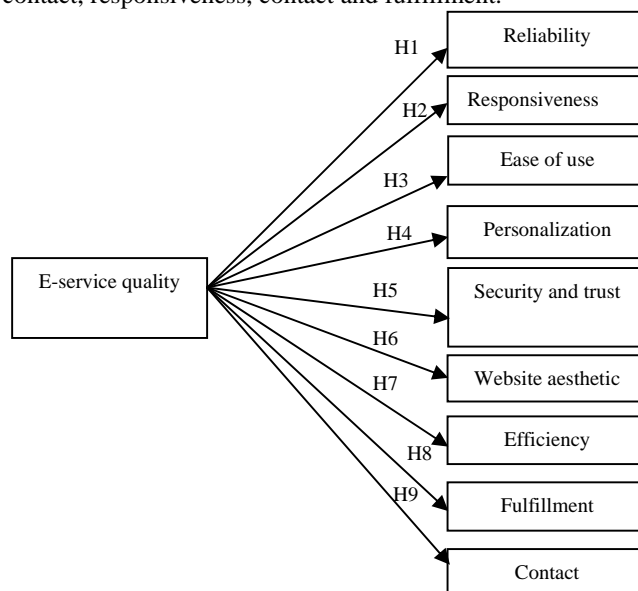 contact, responsiveness, contact and fulfillment.
H1
Reliability
H2
Responsiveness
H3
Ease of use
H4
Personalization
E-service quality
H5
Security and trust
H6
Website aesthetic
H7
Efficiency
H8
Fulfillment
H9
Contact